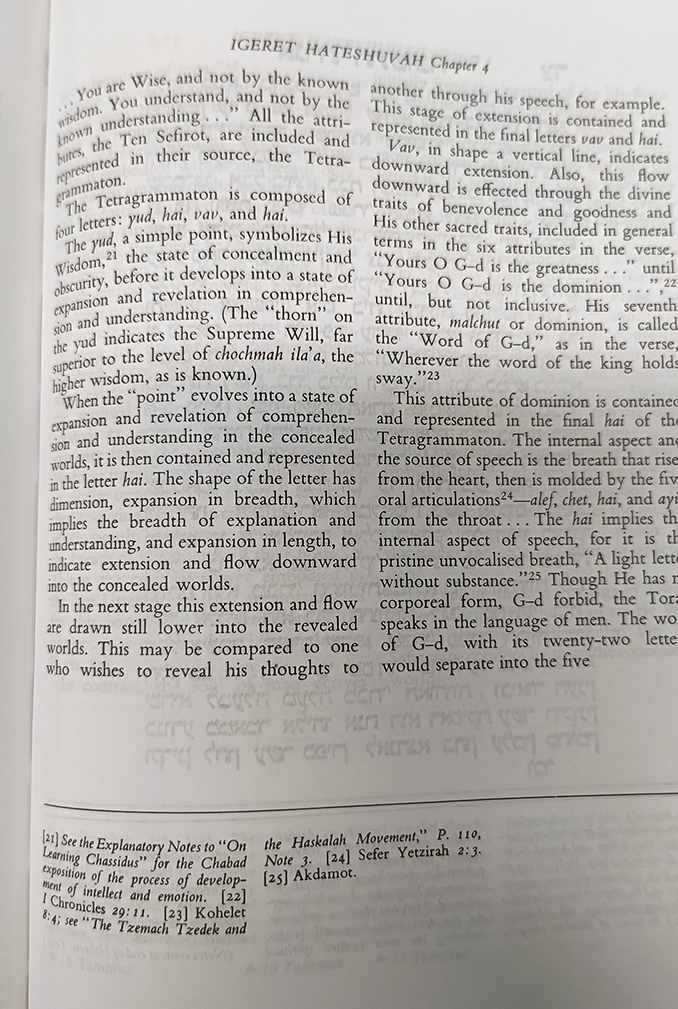 IGERET HATESHUVAH Chapter 4
... You are Wise, and not by the known
wisdom. You understand, and not by the
known understanding ..." All the attri-
butes, the Ten Sefirot, are included and
represented in their source, the Tetra-
grammaton.
The Tetragrammaton is composed of
four letters: yud, hai, vav, and hai.
The yud, a simple point, symbolizes His
Wisdom,21 the state of concealment and
obscurity, before it develops into a state of
expansion and revelation in comprehen-
sion and understanding. (The "thorn" on
the yud indicates the Supreme Will, far
superior to the level of chochmah ila'a, the
higher wisdom, as is known.)
When the "point" evolves into a state of
expansion and revelation of comprehen-
sion and understanding in the concealed
worlds, it is then contained and represented
in the letter hai. The shape of the letter has
dimension, expansion in breadth, which
implies the breadth of explanation and
understanding, and expansion in length, to
indicate extension and flow downward
into the concealed worlds.
In the next stage this extension and flow
are drawn still lower into the revealed
worlds. This may be compared to one
who wishes to reveal his thoughts to
another through his speech, for example.
This stage of extension is contained and
represented in the final letters vav and hai.
Vav, in shape a vertical line, indicates
downward extension. Also, this flow
downward is effected through the divine
traits of benevolence and goodness and
His other sacred traits, included in general
terms in the six attributes in the verse,
"Yours O G–d is the greatness ..." until
"Yours O G–d is the dominion ...",22
until, but not inclusive. His seventh
attribute, malchut or dominion, is called
the "Word of G–d," as in the verse,
"Wherever the word of the king holds
sway."23
This attribute of dominion is contained
and represented in the final hai of the
Tetragrammaton. The internal aspect and
the source of speech is the breath that rise
from the heart, then is molded by the fiv
oral articulations24—alef, chet, hai, and ayi
from the throat ... The hai implies th
internal aspect of speech, for it is th
pristine unvocalised breath, "A light lette
without substance."25 Though He has n
corporeal form, G–d forbid, the Tora
speaks in the language of men. The wo
of G–d, with its twenty-two lette
would separate into the five
[21] See the Explanatory Notes to "On
Learning Chassidus" for the Chabad
exposition of the process of develop-
ment of intellect and emotion. [22]
I Chronicles 29:11. [23] Kohelet
8:4; see "The Tzemach Tzedek and
the Haskalah Movement," P. 110,
Note 3. [24] Sefer Yetzirah 2:3.
[25] Akdamot.